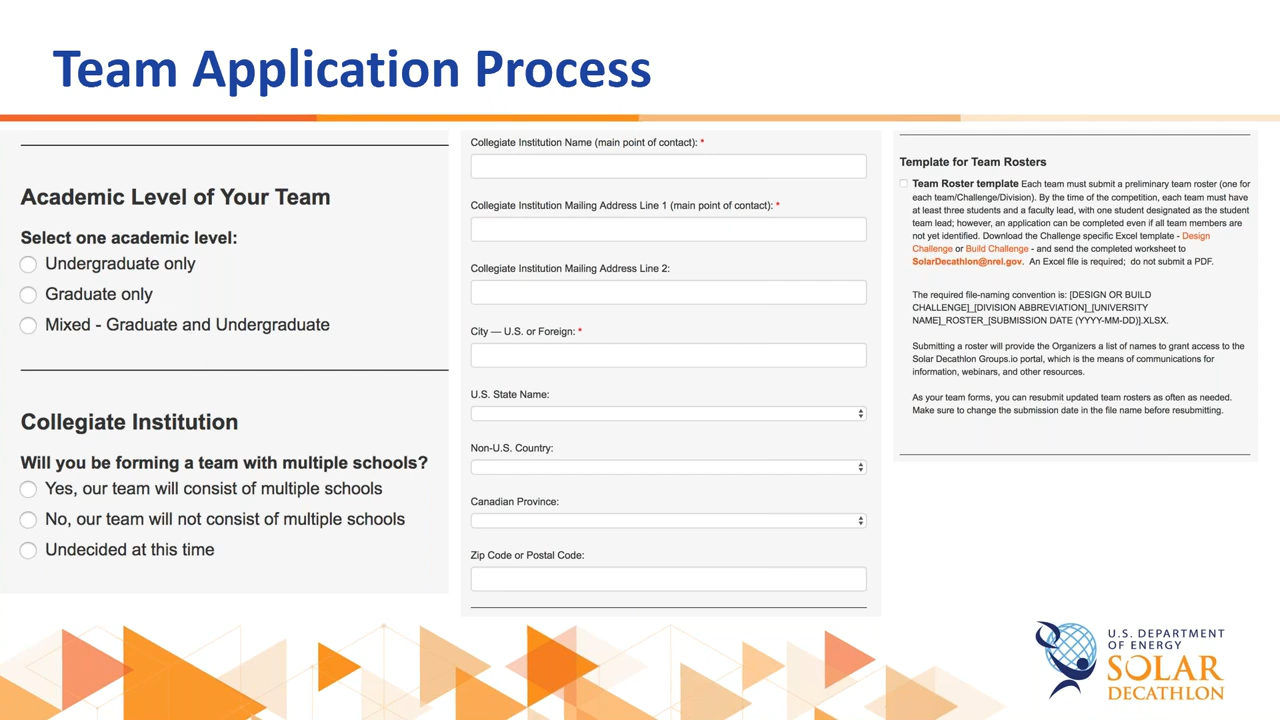 Team Application Process
Academic Level of Your Team
Select one academic level:
Undergraduate only
Graduate only
Mixed - Graduate and Undergraduate
Collegiate Institution
Will you be forming a team with multiple schools?
Yes, our team will consist of multiple schools
No, our team will not consist of multiple schools
Undecided at this time
Collegiate Institution Name (main point of contact): *
Collegiate Institution Mailing Address Line 1 (main point of contact): *
Collegiate Institution Mailing Address Line 2:
City — U.S. or Foreign: *
U.S. State Name:
Non-U.S. Country:
Canadian Province:
Zip Code or Postal Code:
Template for Team Rosters
Team Roster template Each team must submit a preliminary team roster (one for
each team/Challenge/Division). By the time of the competition, each team must have
at least three students and a faculty lead, with one student designated as the student
team lead; however, an application can be completed even if all team members are
not yet identified. Download the Challenge specific Excel template - Design
Challenge or Build Challenge - and send the completed worksheet to
SolarDecathlon@nrel.gov. An Excel file is required; do not submit a PDF.
The required file-naming convention is: [DESIGN OR BUILD
CHALLENGE]_[DIVISION ABBREVIATION]_[UNIVERSITY
NAME]_ROSTER_[SUBMISSION DATE (YYYY-MM-DD)].XLSX.
Submitting a roster will provide the Organizers a list of names to grant access to the
Solar Decathlon Groups.io portal, which is the means of communications for
information, webinars, and other resources.
As your team forms, you can resubmit updated team rosters as often as needed.
Make sure to change the submission date in the file name before resubmitting.
U.S. DEPARTMENT
OF ENERGY
SOLAR
DECATHLON